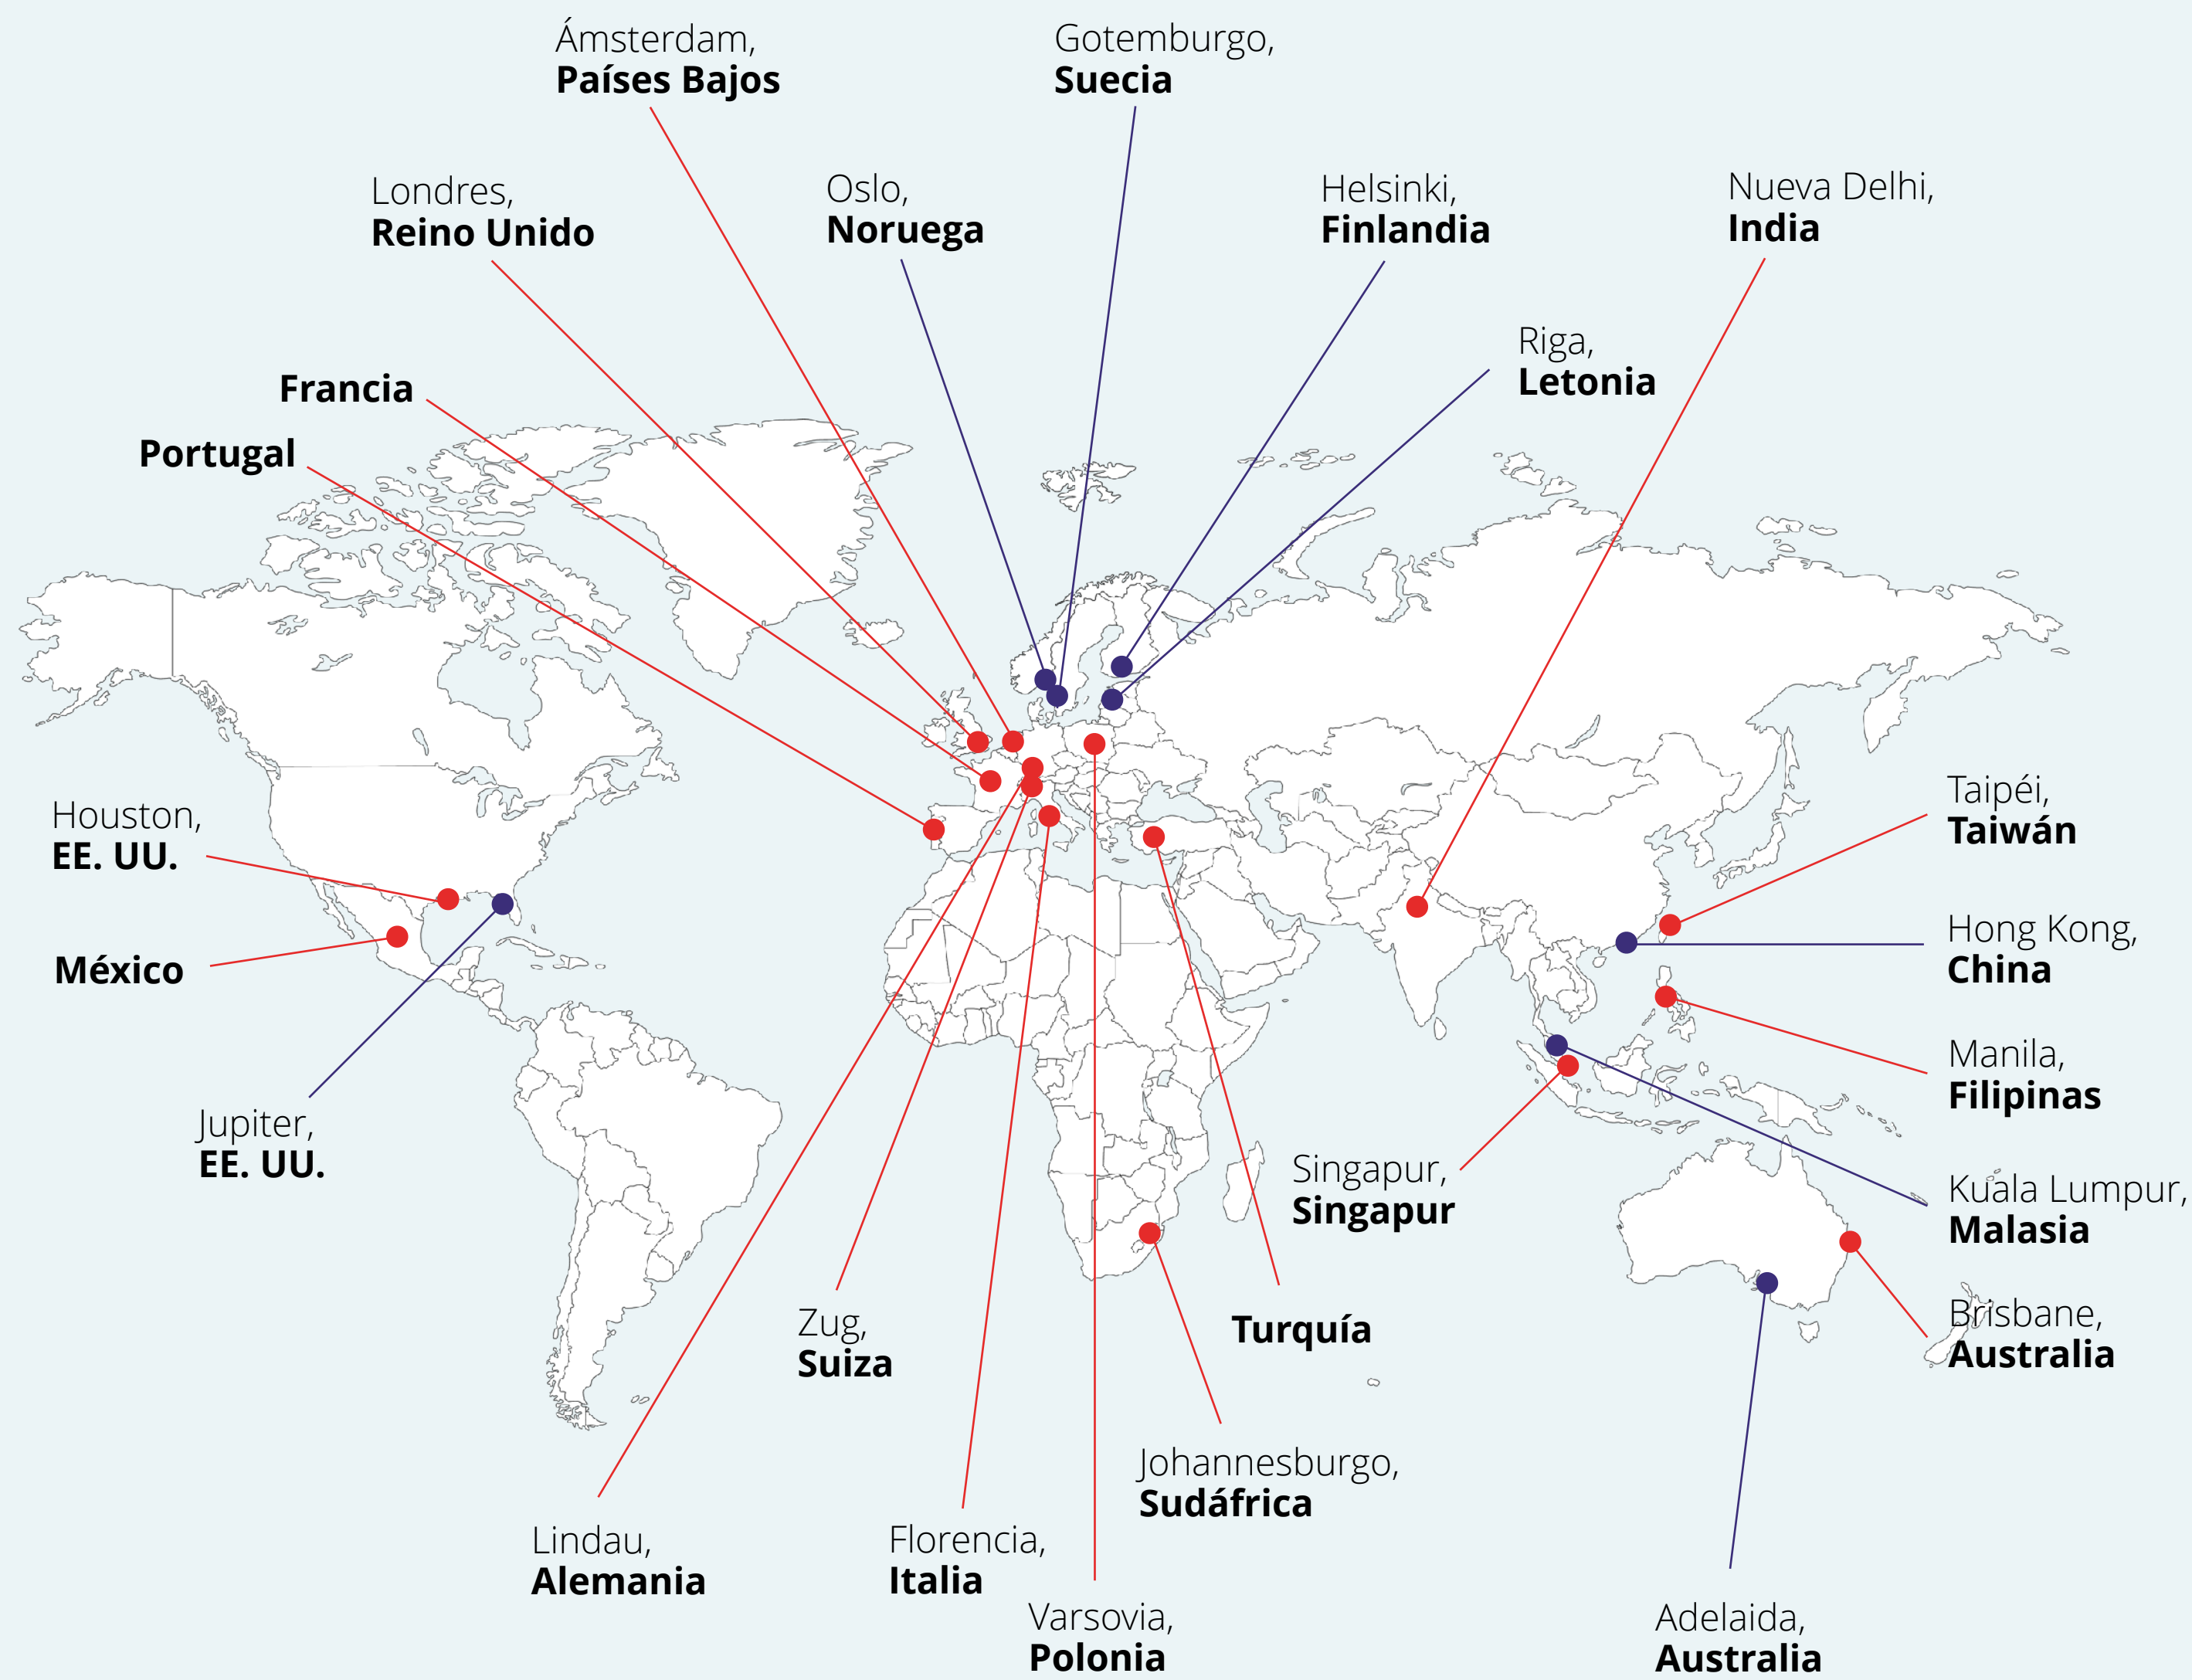 Ámsterdam,
Países Bajos
Gotemburgo,
Suecia
Londres,
Reino Unido
Oslo,
Noruega
Helsinki,
Finlandia
Nueva Delhi,
India
Riga,
Letonia
Francia
Portugal
Houston,
EE. UU.
México
Jupiter,
EE. UU.
Taipéi,
Taiwán
Hong Kong,
China
Manila,
Filipinas
Kuala Lumpur,
Malasia
Singapur,
Singapur
Brisbane,
Australia
Zug,
Suiza
Turquía
Johannesburgo,
Sudáfrica
Lindau,
Alemania
Florencia,
Italia
Varsovia,
Polonia
Adelaida,
Australia